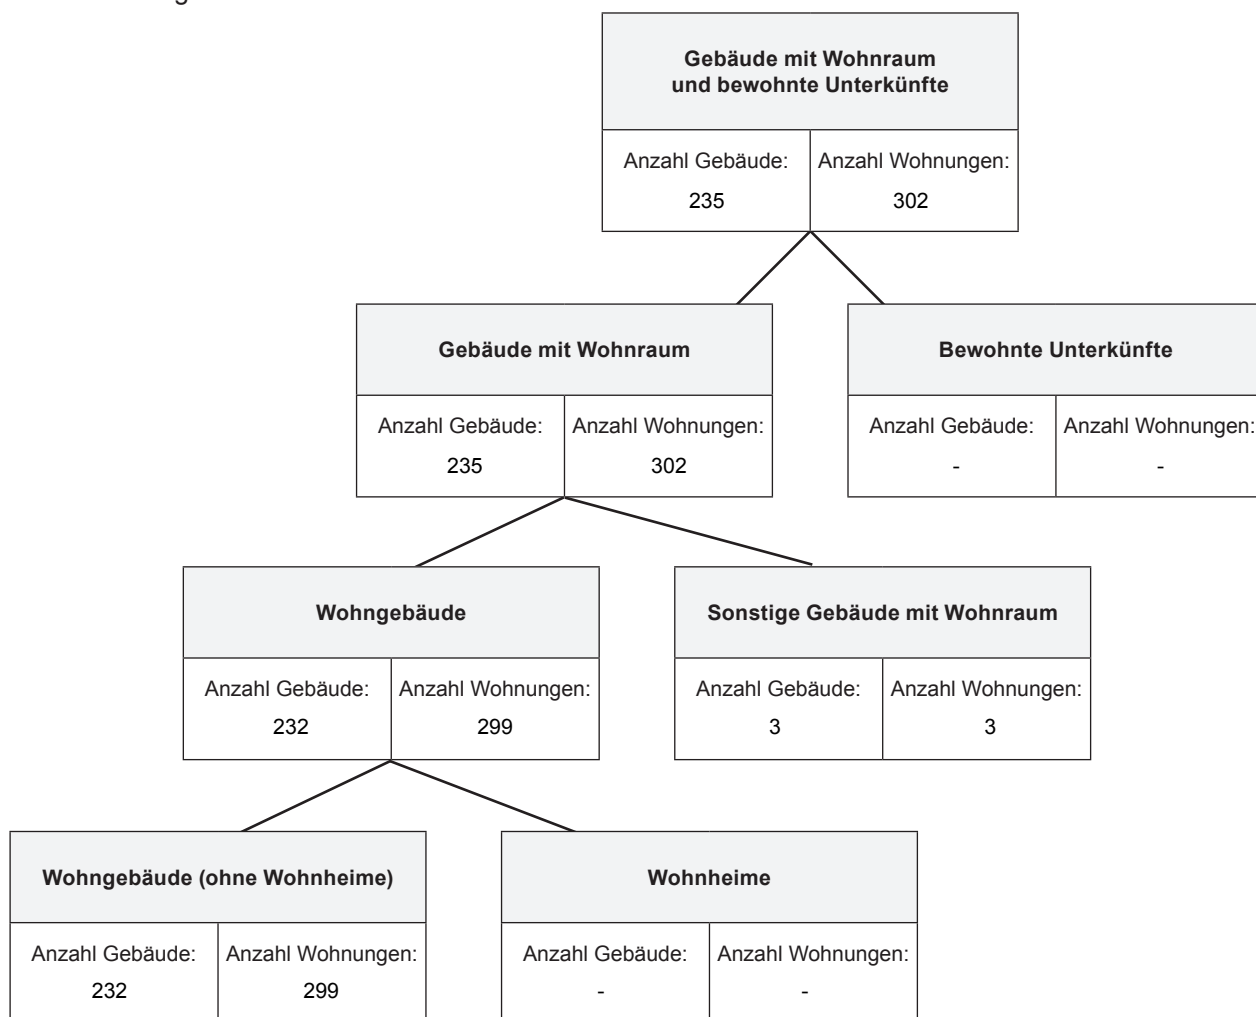 Gebäude mit Wohnraum
und bewohnte Unterkünfte
Anzahl Gebäude: Anzahl Wohnungen:
235 302
Gebäude mit Wohnraum Bewohnte Unterkünfte
Anzahl Gebäude: Anzahl Wohnungen: Anzahl Gebäude: Anzahl Wohnungen:
235 302 - -
Wohngebäude Sonstige Gebäude mit Wohnraum
Anzahl Gebäude: Anzahl Wohnungen: Anzahl Gebäude: Anzahl Wohnungen:
232 299 3 3
Wohngebäude (ohne Wohnheime) Wohnheime
Anzahl Gebäude: Anzahl Wohnungen: Anzahl Gebäude: Anzahl Wohnungen:
232 299 - -